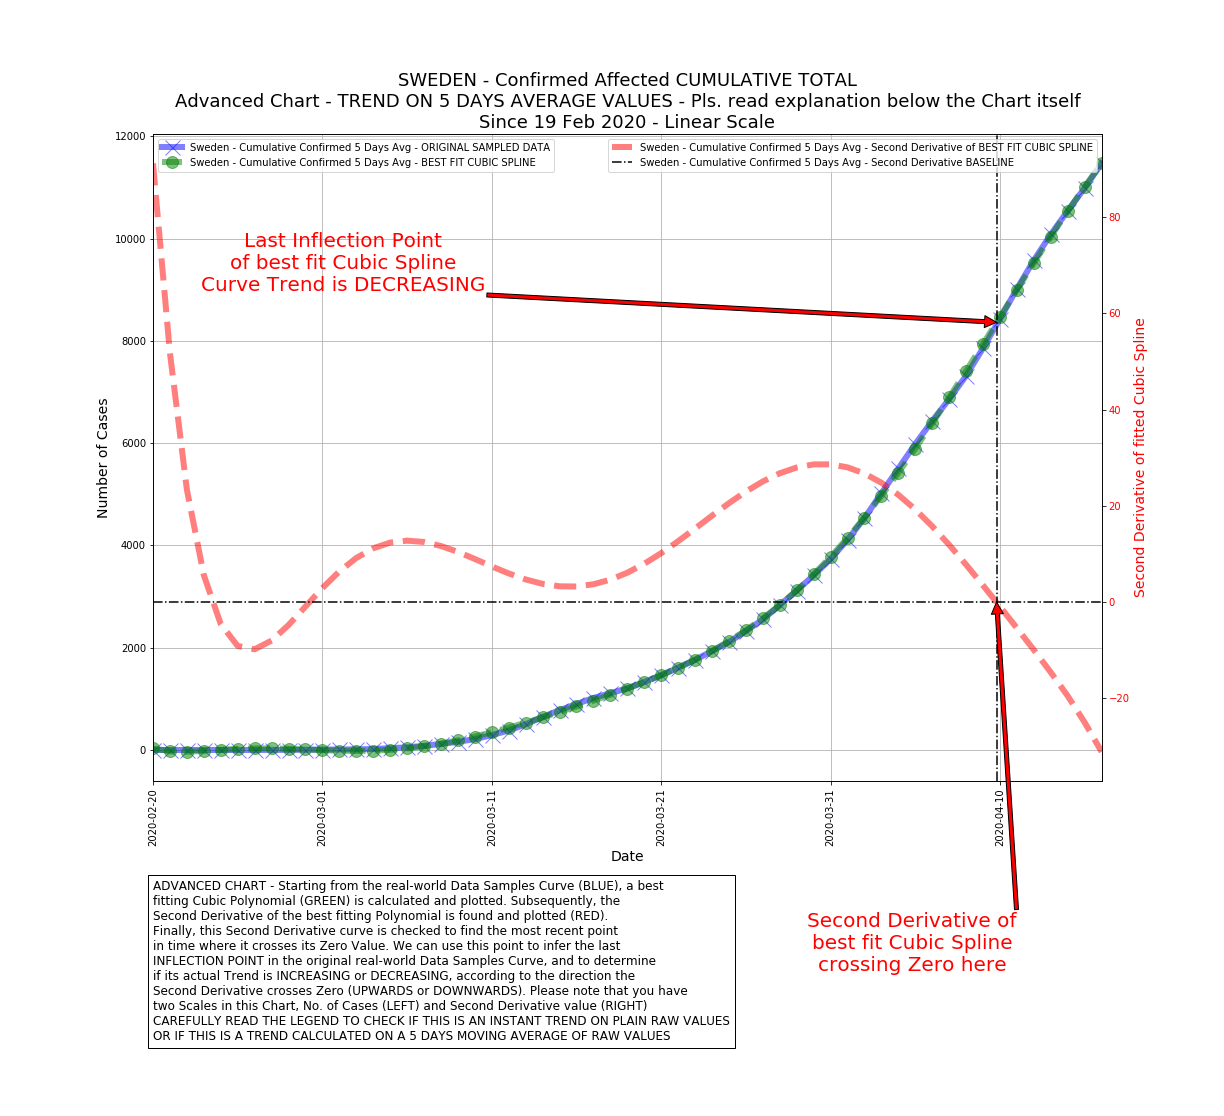 SWEDEN - Confirmed Affected CUMULATIVE TOTAL
Advanced Chart - TREND ON 5 DAYS AVERAGE VALUES - Pls. read explanation below the Chart itself
Since 19 Feb 2020 - Linear Scale
Sweden - Cumulative Confirmed 5 Days Avg - ORIGINAL SAMPLED DATA
Sweden - Cumulative Confirmed 5 Days Avg - BEST FIT CUBIC SPLINE
Sweden - Cumulative Confirmed 5 Days Avg - Second Derivative of BEST FIT CUBIC SPLINE
Sweden - Cumulative Confirmed 5 Days Avg - Second Derivative BASELINE
Last Inflection Point
of best fit Cubic Spline
Curve Trend is DECREASING
Number of Cases
12000
10000
8000
6000
4000
2000
0
Second Derivative of fitted Cubic Spline
80
60
40
20
0
−20
2020-02-20
2020-03-01
2020-03-11
2020-03-21
2020-03-31
2020-04-10
Date
ADVANCED CHART - Starting from the real-world Data Samples Curve (BLUE), a best
fitting Cubic Polynomial (GREEN) is calculated and plotted. Subsequently, the
Second Derivative of the best fitting Polynomial is found and plotted (RED).
Finally, this Second Derivative curve is checked to find the most recent point
in time where it crosses its Zero Value. We can use this point to infer the last
INFLECTION POINT in the original real-world Data Samples Curve, and to determine
if its actual Trend is INCREASING or DECREASING, according to the direction the
Second Derivative crosses Zero (UPWARDS or DOWNWARDS). Please note that you have
two Scales in this Chart, No. of Cases (LEFT) and Second Derivative value (RIGHT)
CAREFULLY READ THE LEGEND TO CHECK IF THIS IS AN INSTANT TREND ON PLAIN RAW VALUES
OR IF THIS IS A TREND CALCULATED ON A 5 DAYS MOVING AVERAGE OF RAW VALUES
Second Derivative of
best fit Cubic Spline
crossing Zero here